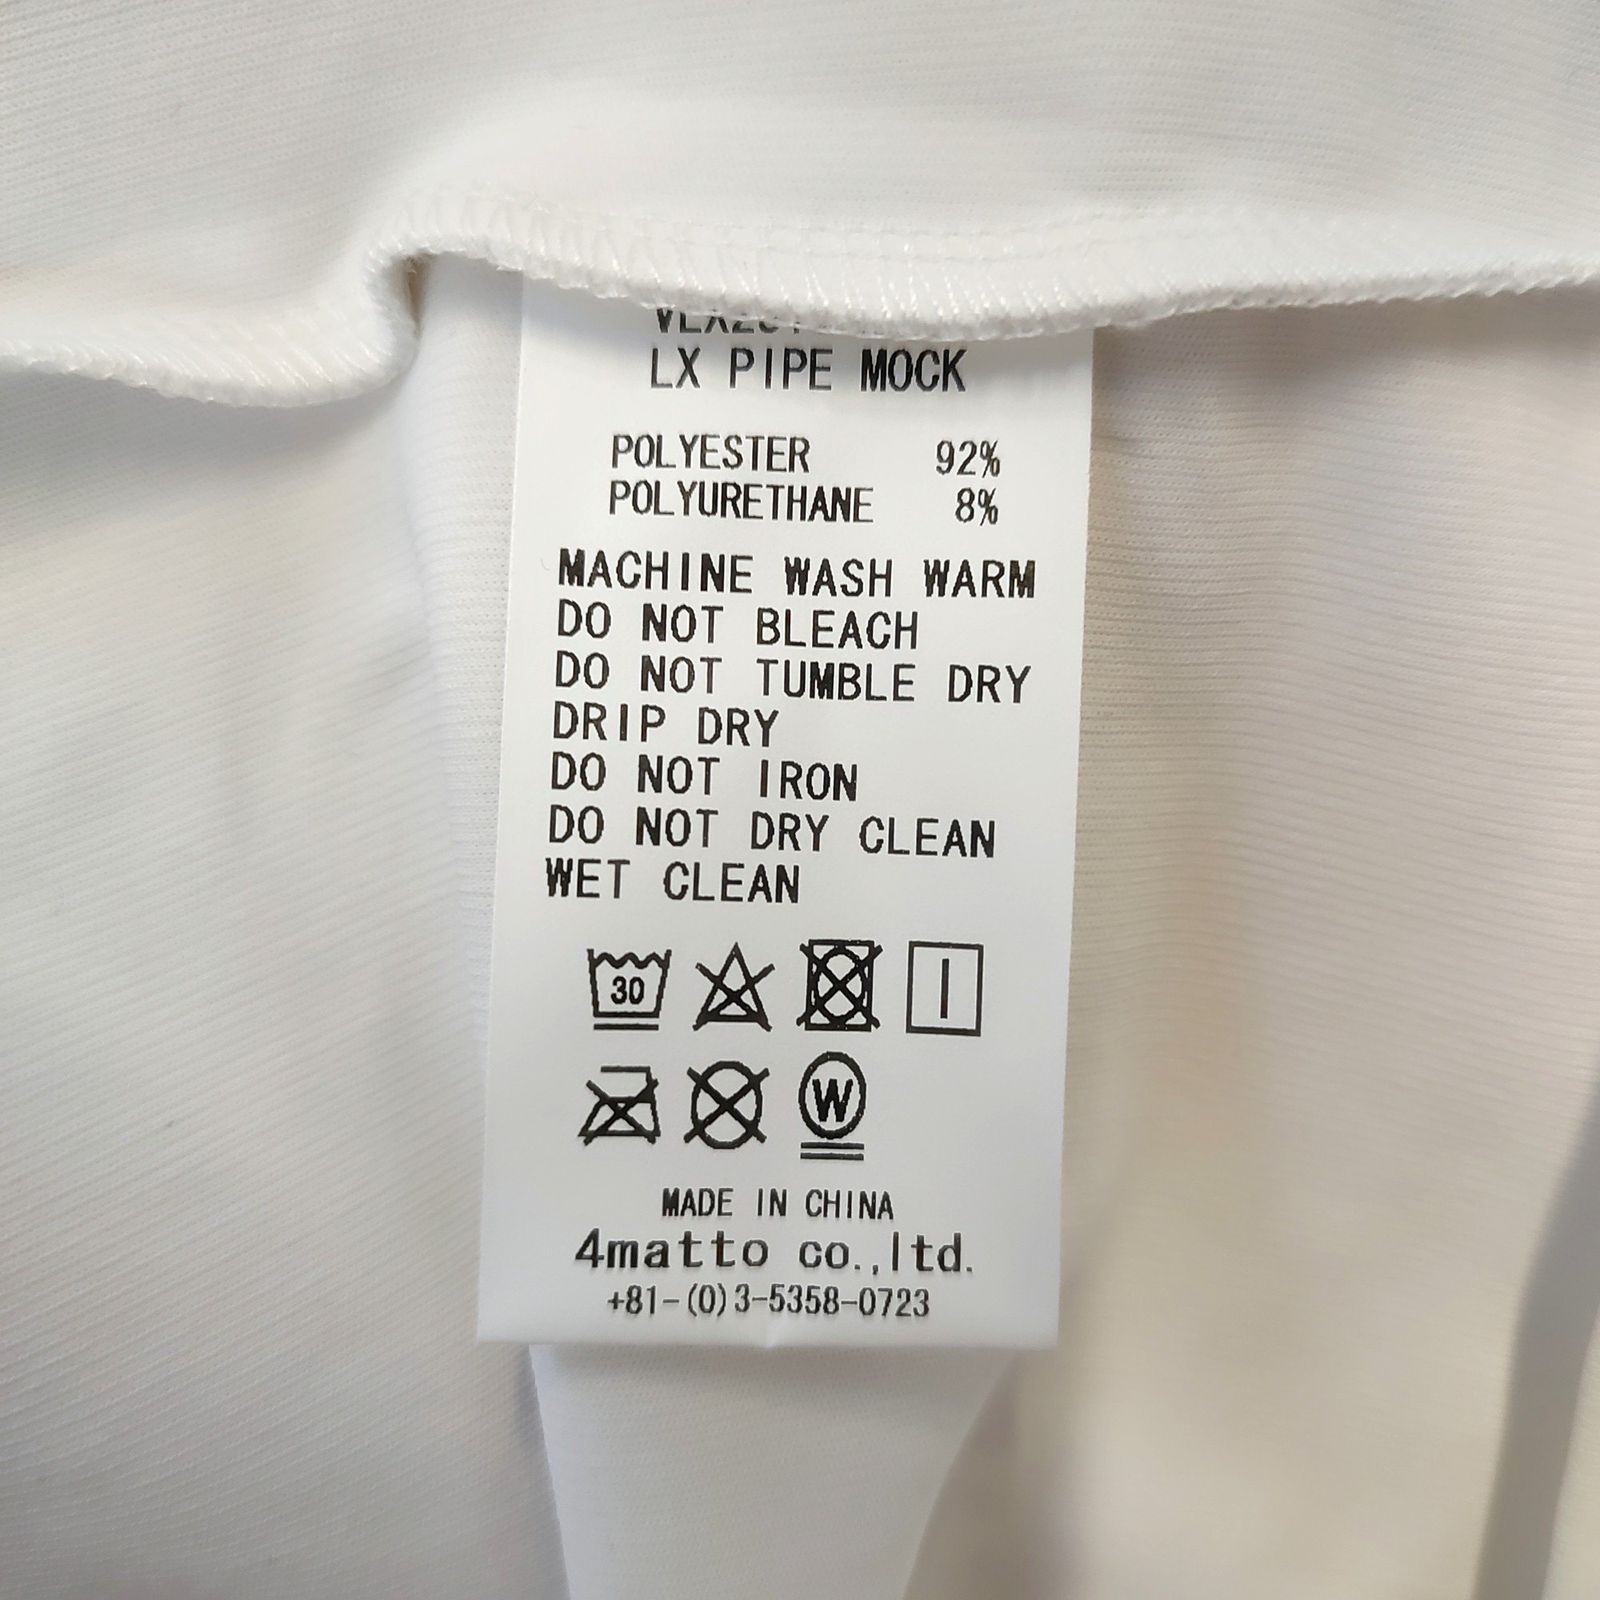 LX PIPE MOCK
POLYESTER 92%
POLYURETHANE 8%
MACHINE WASH WARM
DO NOT BLEACH
DO NOT TUMBLE DRY
DRIP DRY
DO NOT IRON
DO NOT DRY CLEAN
WET CLEAN
30
W
MADE IN CHINA
4matto co.,ltd.
+81-(0)3-5358-0723